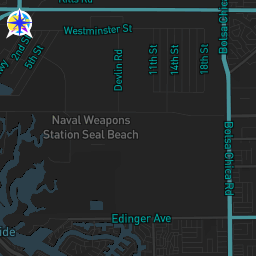 Westminster St
2nd St
5th St
Devlin Rd
11th St
14th St
18th St
Bolsa Chica Rd
Naval Weapons
Station Seal Beach
Edinger Ave